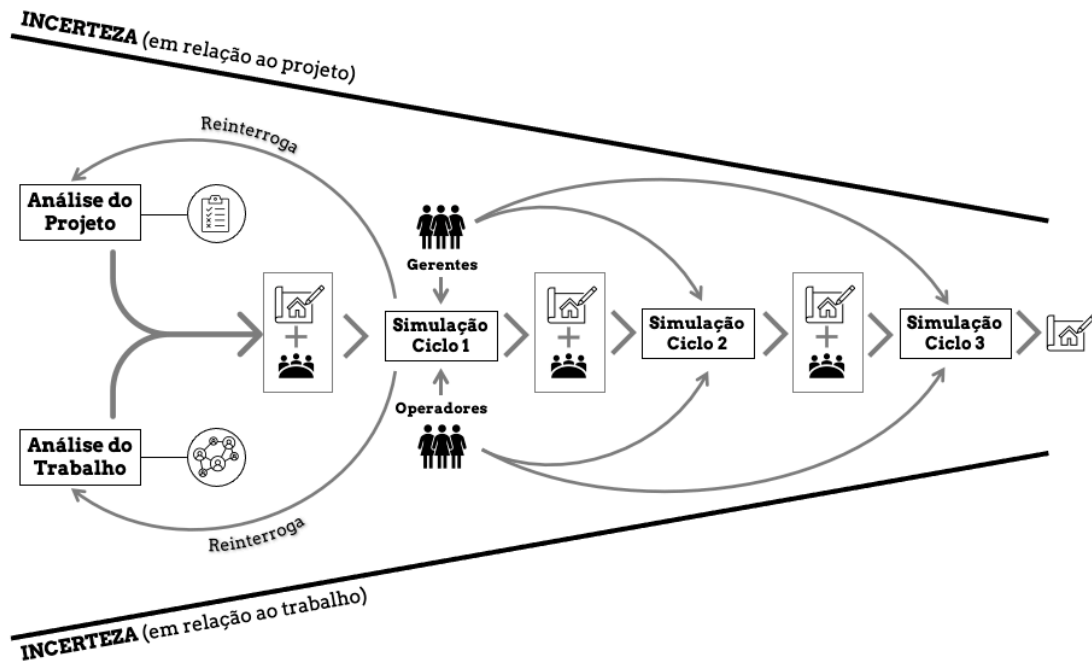 INCERTEZA (em relação ao projeto)
Reinterroga
Análise do
Projeto
Gerentes
Simulação
Ciclo 1
Simulação
Ciclo 2
Simulação
Ciclo 3
Operadores
Análise do
Trabalho
Reinterroga
INCERTEZA (em relação ao trabalho)